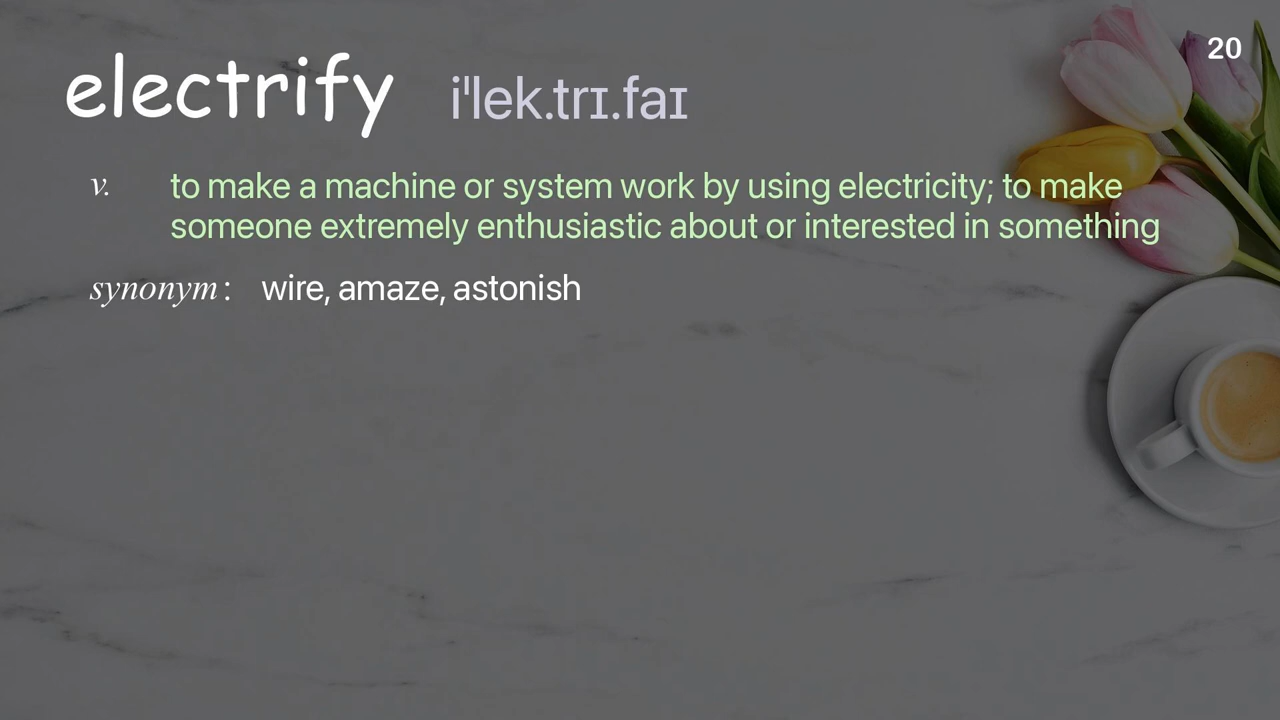 20
electrify iˈlek.trɪ.faɪ
v. to make a machine or system work by using electricity; to make
someone extremely enthusiastic about or interested in something
synonym: wire, amaze, astonish